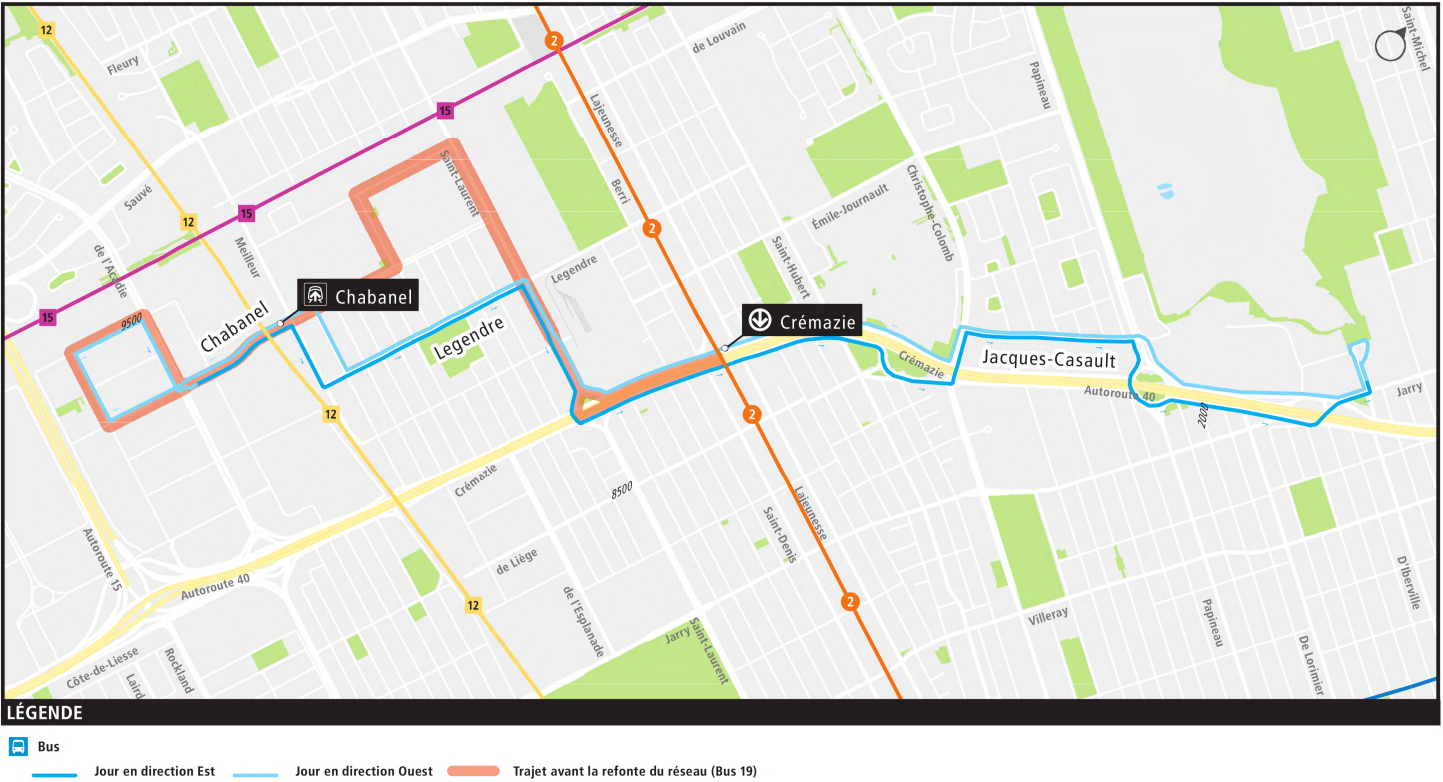 12
Fleury
2
de Louvain
Saint-Michel
Papineau
15
Lajeunesse
Sauvé
Saint-Laurent
Berri
Émile-Journault
Christophe-Colomb
12
15
2
Meilleur
de l'Acadie
Saint-Hubert
Legendre
Chabanel
15
9500
Chabanel
Legendre
Crémazie
Crémazie
Jacques-Casault
Autoroute 40
2000
Jarry
12
2
Crémazie
8500
Lajeunesse
Saint-Denis
Autoroute 15
de Liège
Autoroute 40
de l'Esplanade
12
2
D'Iberville
Villeray
Papineau
Jarry
Saint-Laurent
De Lorimier
Côte-de-Liesse
Rockland
Laird
LÉGENDE
Bus
Jour en direction Est
Jour en direction Ouest
Trajet avant la refonte du réseau (Bus 19)